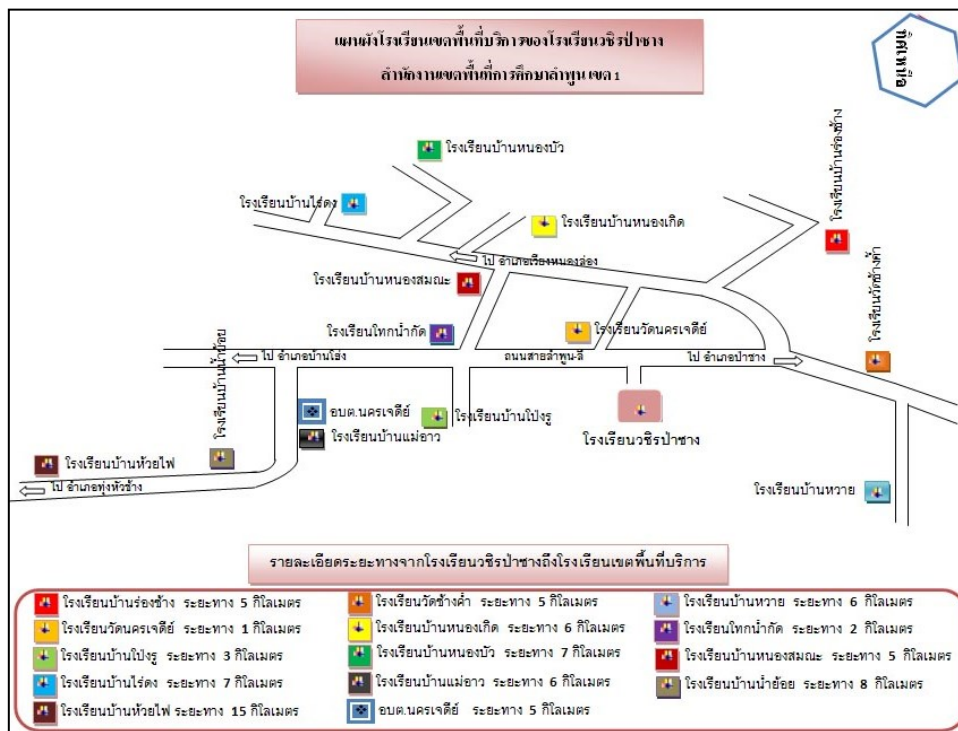 แผนผังโรงเรียนเขตพื้นที่บริการของโรงเรียนวชิรป่าซาง
สำนักงานเขตพื้นที่การศึกษาลำพูน เขต 1
ทิศเหนือ
โรงเรียนบ้านหนองบัว
โรงเรียนบ้านร่องช้าง
โรงเรียนบ้านไร่ดง
โรงเรียนบ้านหนองเกิด
ไป อำเภอเวียงหนองล่อง
โรงเรียนวัดช้างค้ำ
โรงเรียนบ้านหนองสมณะ
โรงเรียนโทกน้ำกัด
โรงเรียนวัดนครเจดีย์
โรงเรียนบ้านน้ำย้อย
ไป อำเภอบ้านโฮ่ง
ถนนสายลำพูน-ลี้
ไป อำเภอป่าซาง
อบต.นครเจดีย์
โรงเรียนบ้านโป่งรู
โรงเรียนบ้านแม่อาว
โรงเรียนวชิรป่าซาง
โรงเรียนบ้านห้วยไฟ
ไป อำเภอทุ่งหัวช้าง
โรงเรียนบ้านหวาย
รายละเอียดระยะทางจากโรงเรียนวชิรป่าซางถึงโรงเรียนเขตพื้นที่บริการ
โรงเรียนบ้านร่องช้าง ระยะทาง 5 กิโลเมตร
โรงเรียนวัดช้างค้ำ ระยะทาง 5 กิโลเมตร
โรงเรียนบ้านหวาย ระยะทาง 6 กิโลเมตร
โรงเรียนวัดนครเจดีย์ ระยะทาง 1 กิโลเมตร
โรงเรียนบ้านหนองเกิด ระยะทาง 6 กิโลเมตร
โรงเรียนโทกน้ำกัด ระยะทาง 2 กิโลเมตร
โรงเรียนบ้านโป่งรู ระยะทาง 3 กิโลเมตร
โรงเรียนบ้านหนองบัว ระยะทาง 7 กิโลเมตร
โรงเรียนบ้านหนองสมณะ ระยะทาง 5 กิโลเมตร
โรงเรียนบ้านไร่ดง ระยะทาง 7 กิโลเมตร
โรงเรียนบ้านแม่อาว ระยะทาง 6 กิโลเมตร
โรงเรียนบ้านน้ำย้อย ระยะทาง 8 กิโลเมตร
โรงเรียนบ้านห้วยไฟ ระยะทาง 15 กิโลเมตร
อบต.นครเจดีย์ ระยะทาง 5 กิโลเมตร